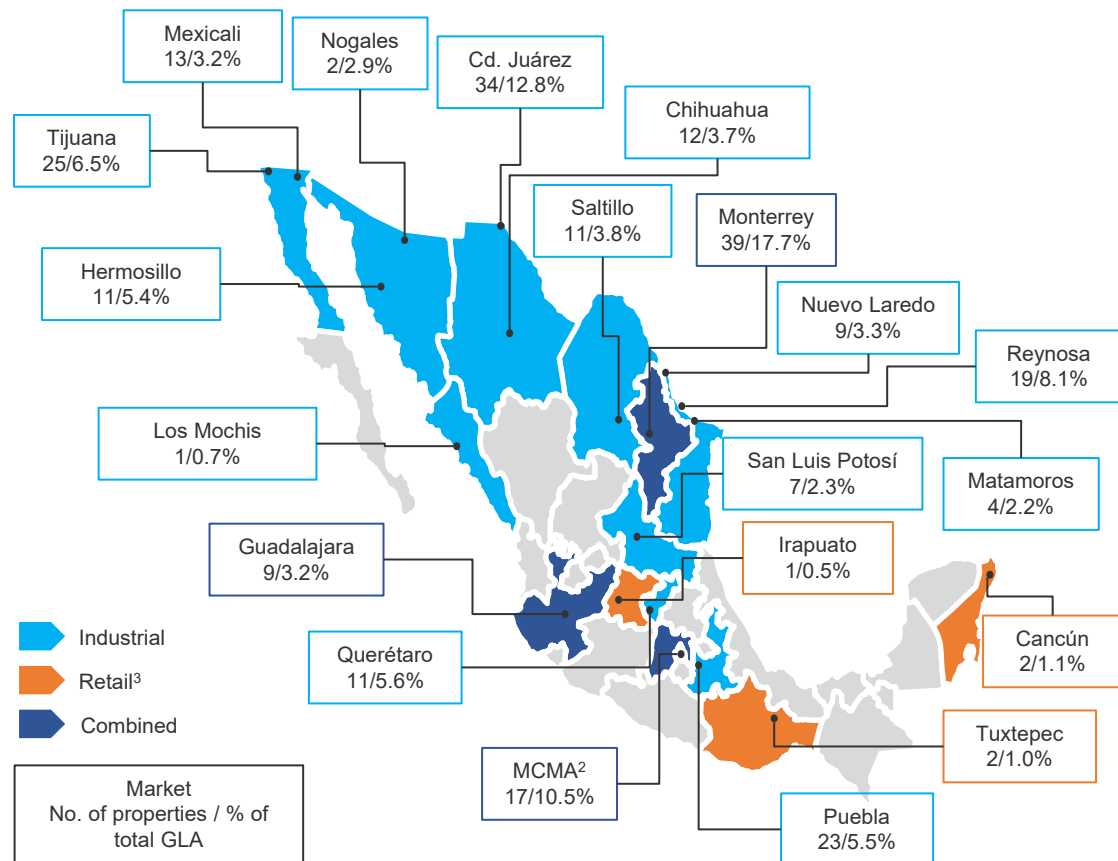 Mexicali
13/3.2%
Nogales
2/2.9%
Cd. Juárez
34/12.8%
Chihuahua
12/3.7%
Tijuana
25/6.5%
Saltillo
11/3.8%
Monterrey
39/17.7%
Hermosillo
11/5.4%
Nuevo Laredo
9/3.3%
Reynosa
19/8.1%
Los Mochis
1/0.7%
San Luis Potosí
7/2.3%
Matamoros
4/2.2%
Guadalajara
9/3.2%
Irapuato
1/0.5%
Industrial
Retail³
Combined
Querétaro
11/5.6%
Cancún
2/1.1%
Tuxtepec
2/1.0%
MCMA²
17/10.5%
Puebla
23/5.5%
Market
No. of properties / % of
total GLA